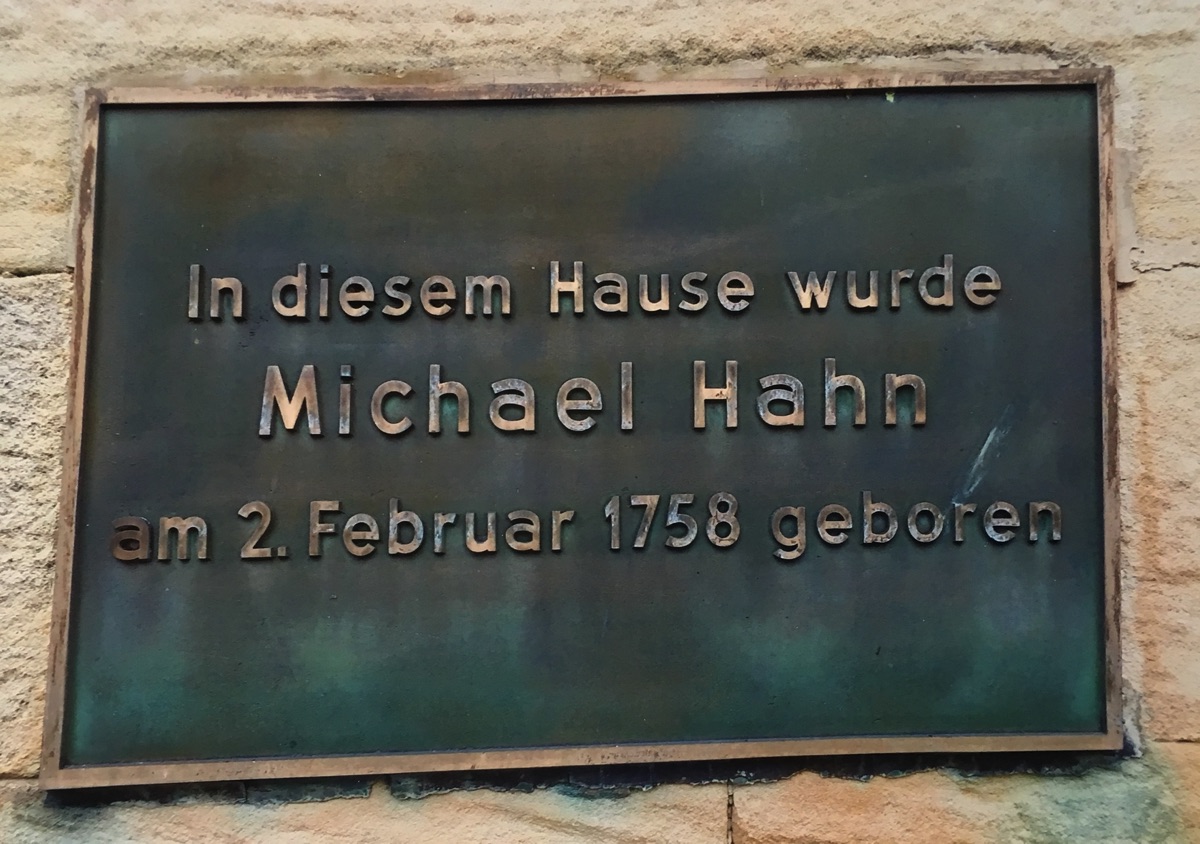 In diesem Hause wurde
Michael Hahn
am 2. Februar 1758 geboren